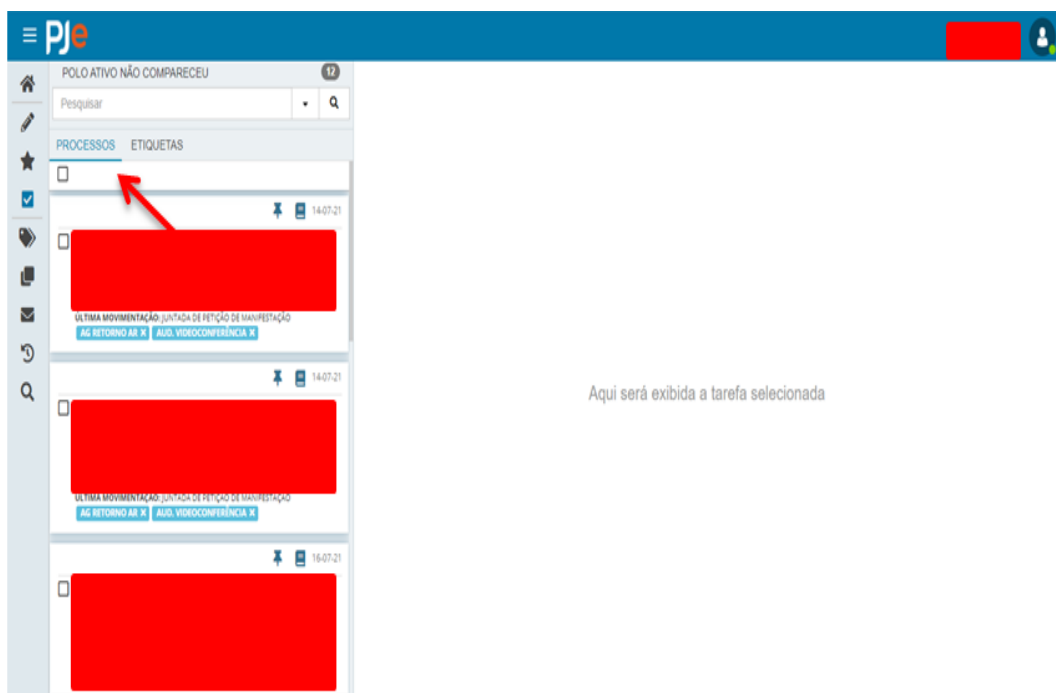 PJe
POLO ATIVO NÃO COMPARECEU 12
Pesquisar
PROCESSOS ETIQUETAS
14-07-21
ÚLTIMA MOVIMENTAÇÃO: JUNTADA DE PETIÇÃO DE MANIFESTAÇÃO
AG RETORNO AR X AUD. VIDEOCONFERÊNCIA X
14-07-21
ÚLTIMA MOVIMENTAÇÃO: JUNTADA DE PETIÇÃO DE MANIFESTAÇÃO
AG RETORNO AR X AUD. VIDEOCONFERÊNCIA X
16-07-21
Aqui será exibida a tarefa selecionada